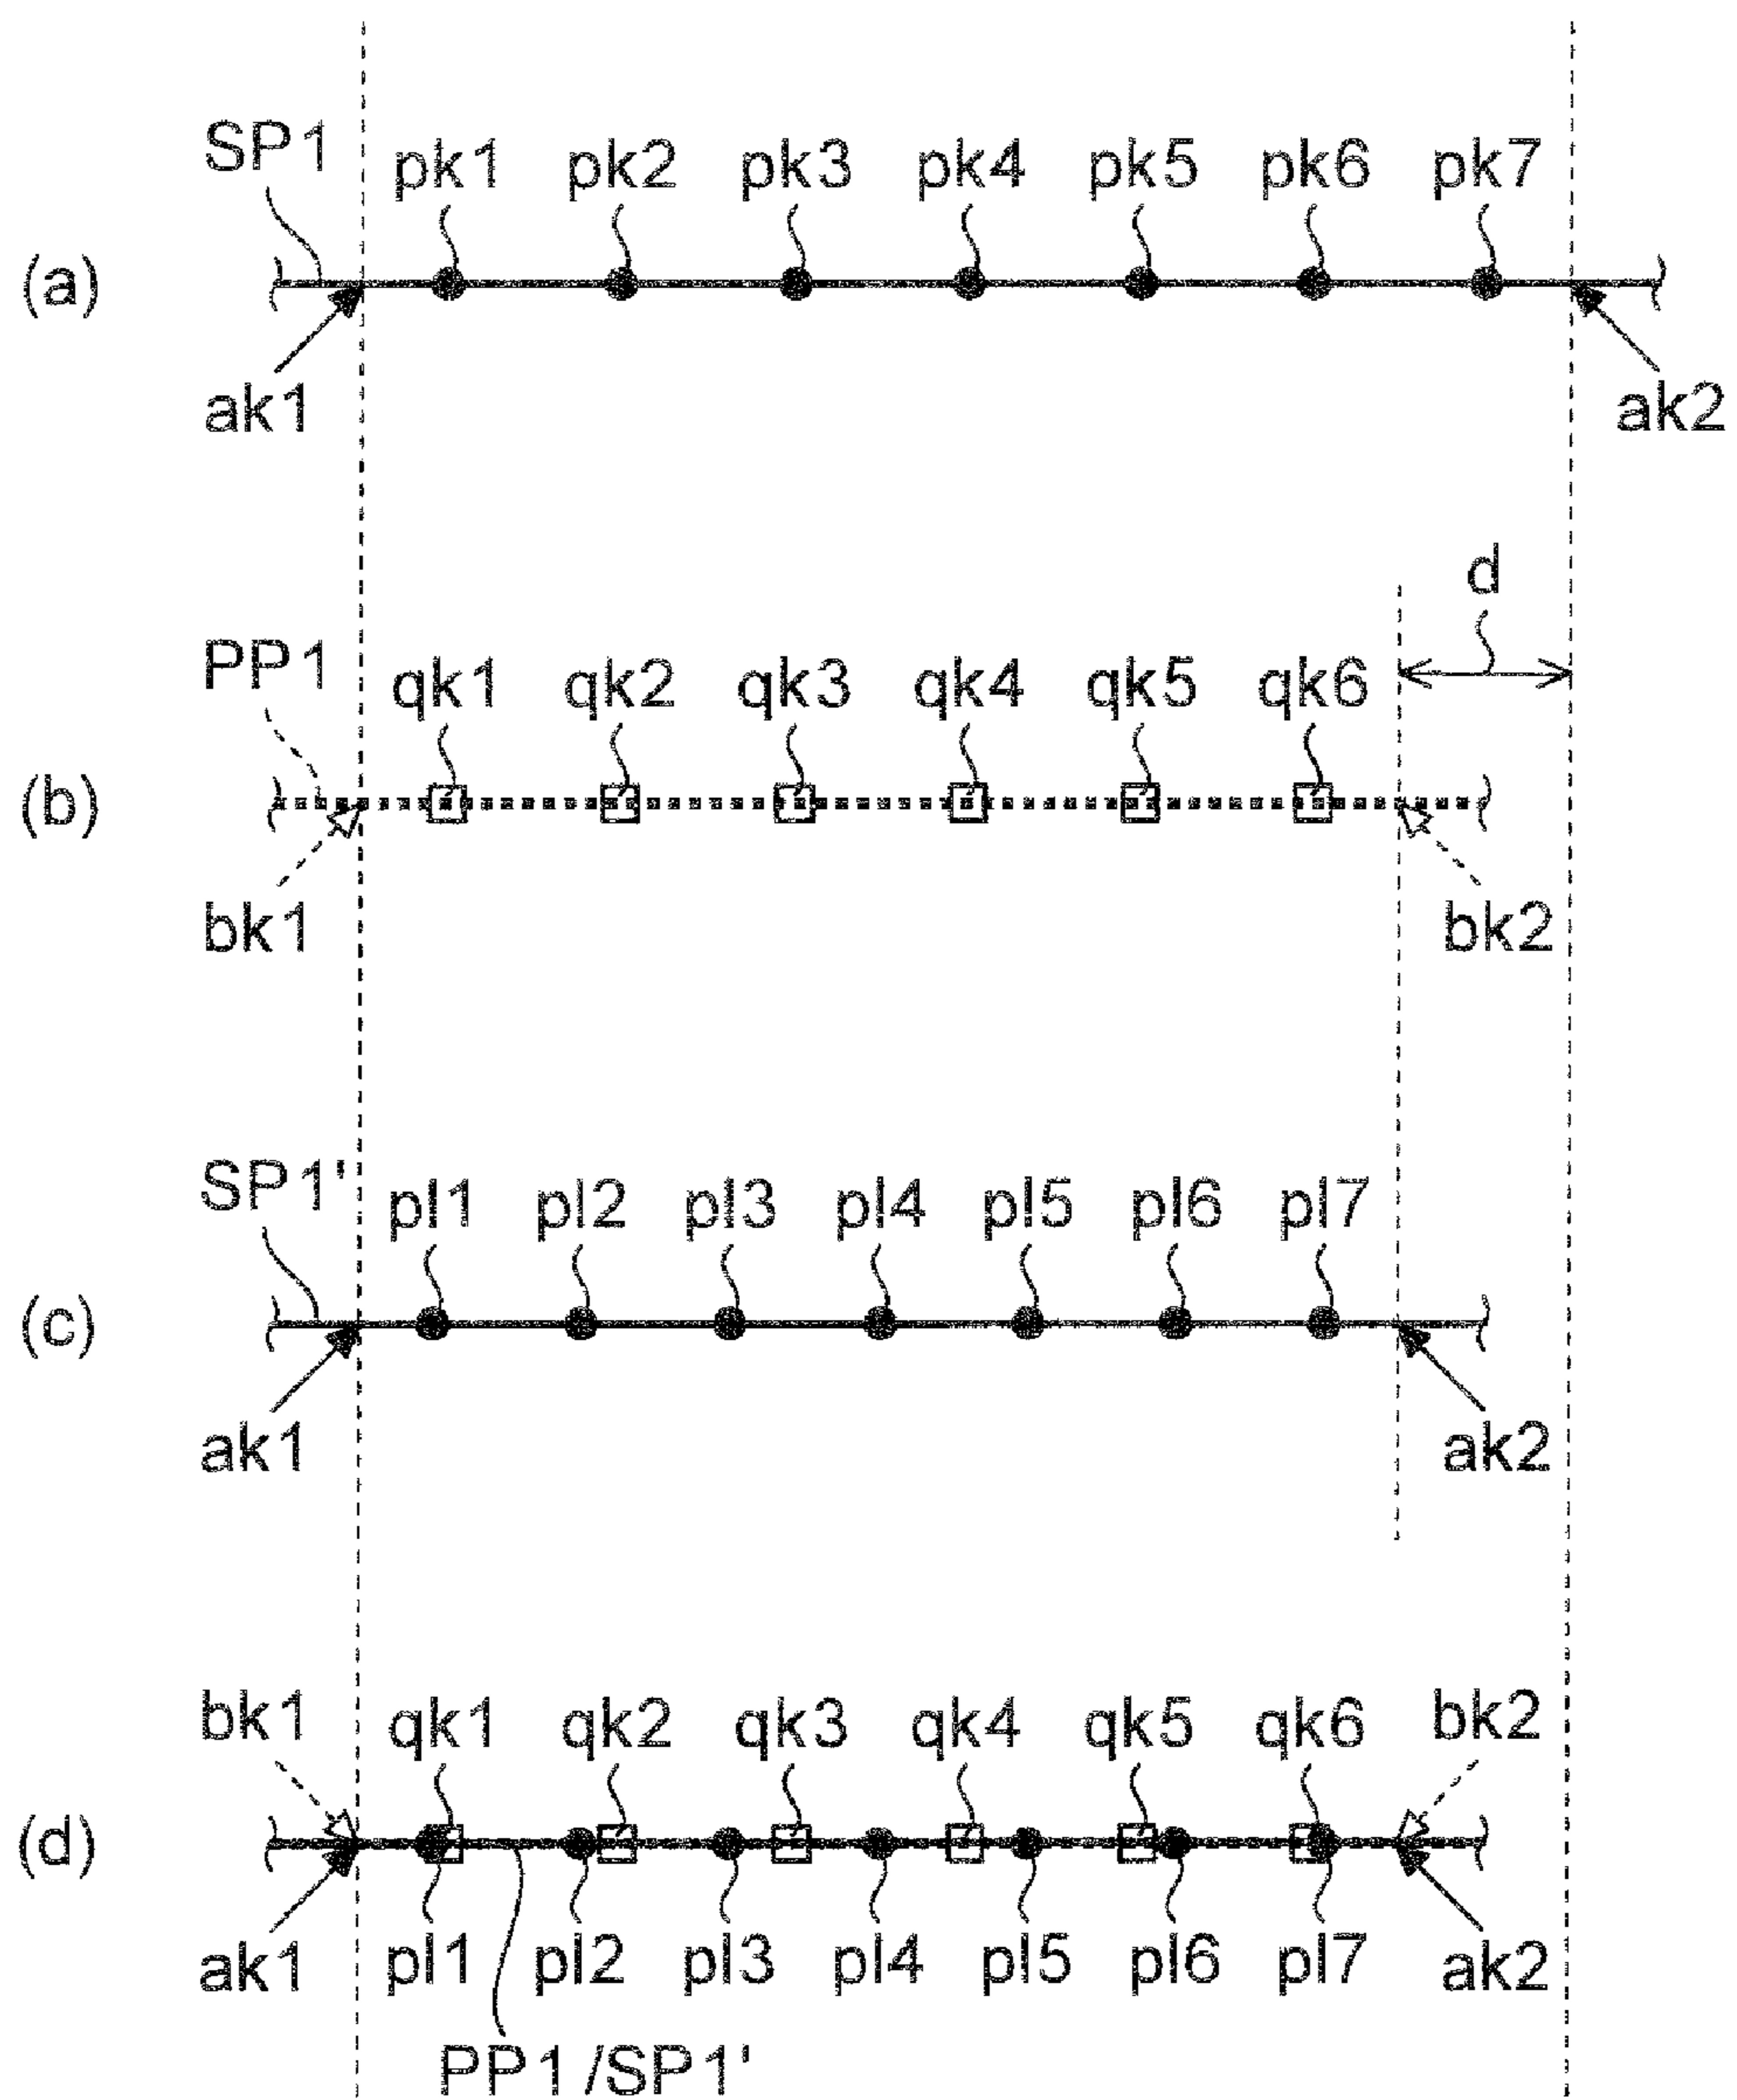 SP1 pk1 pk2 pk3 pk4 pk5 pk6 pk7
(a)
ak1 ak2
d
PP1 qk1 qk2 qk3 qk4 qk5 qk6
(b)
bk1 bk2
SP1' pl1 pl2 pl3 pl4 pl5 pl6 pl7
(c)
ak1 ak2
bk1 qk1 qk2 qk3 qk4 qk5 qk6 bk2
(d)
ak1 pl1 pl2 pl3 pl4 pl5 pl6 pl7 ak2
PP1/SP1'